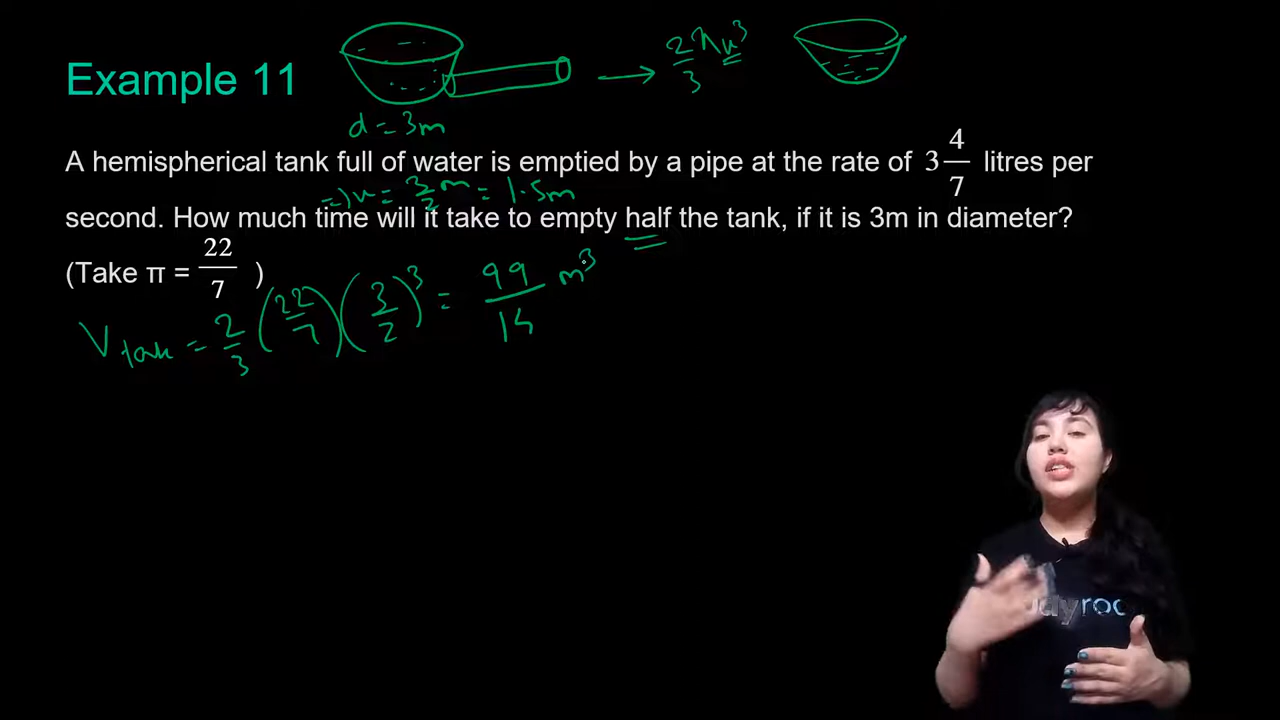 Example 11
2/3 πr³
d = 3m
A hemispherical tank full of water is emptied by a pipe at the rate of 3 4/7 litres per
=> r = 3/2 m = 1.5m
second. How much time will it take to empty half the tank, if it is 3m in diameter?
(Take π = 22/7 )
V tank = 2/3 (22/7) (3/2)³ = 99/14 m³